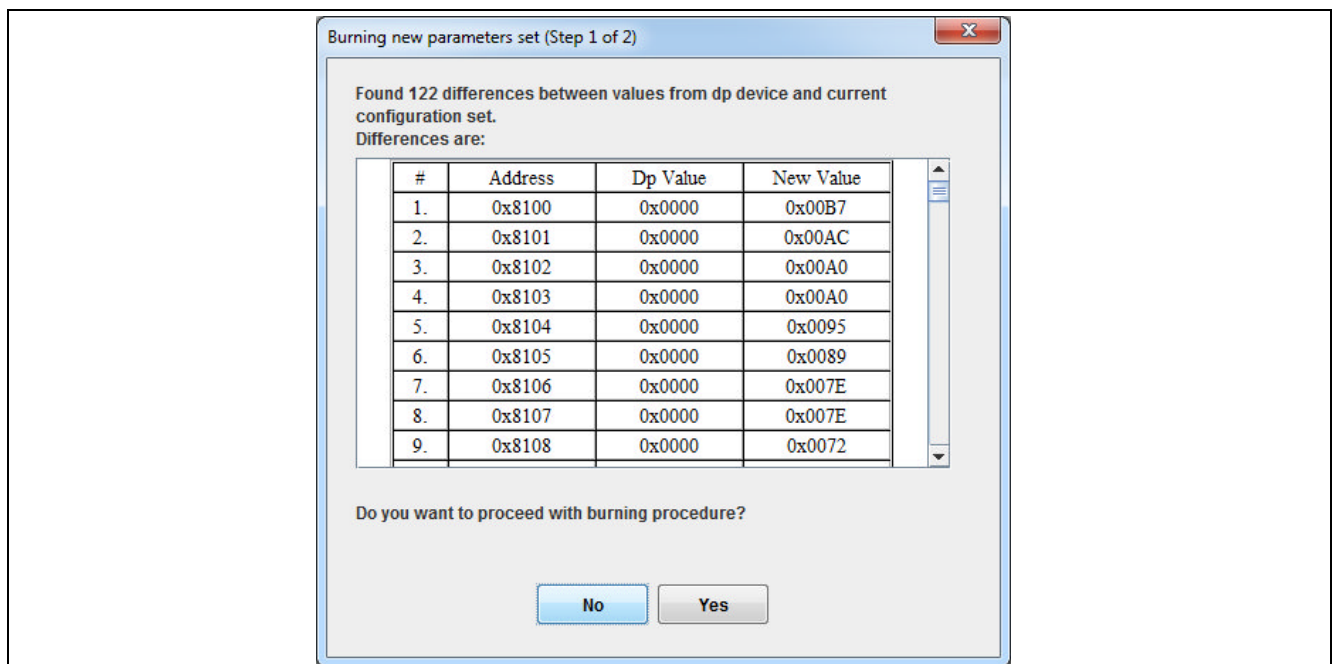 Burning new parameters set (Step 1 of 2)
Found 122 differences between values from dp device and current
configuration set.
Differences are:
# Address Dp Value New Value
1. 0x8100 0x0000 0x00B7
2. 0x8101 0x0000 0x00AC
3. 0x8102 0x0000 0x00A0
4. 0x8103 0x0000 0x00A0
5. 0x8104 0x0000 0x0095
6. 0x8105 0x0000 0x0089
7. 0x8106 0x0000 0x007E
8. 0x8107 0x0000 0x007E
9. 0x8108 0x0000 0x0072
Do you want to proceed with burning procedure?
No Yes